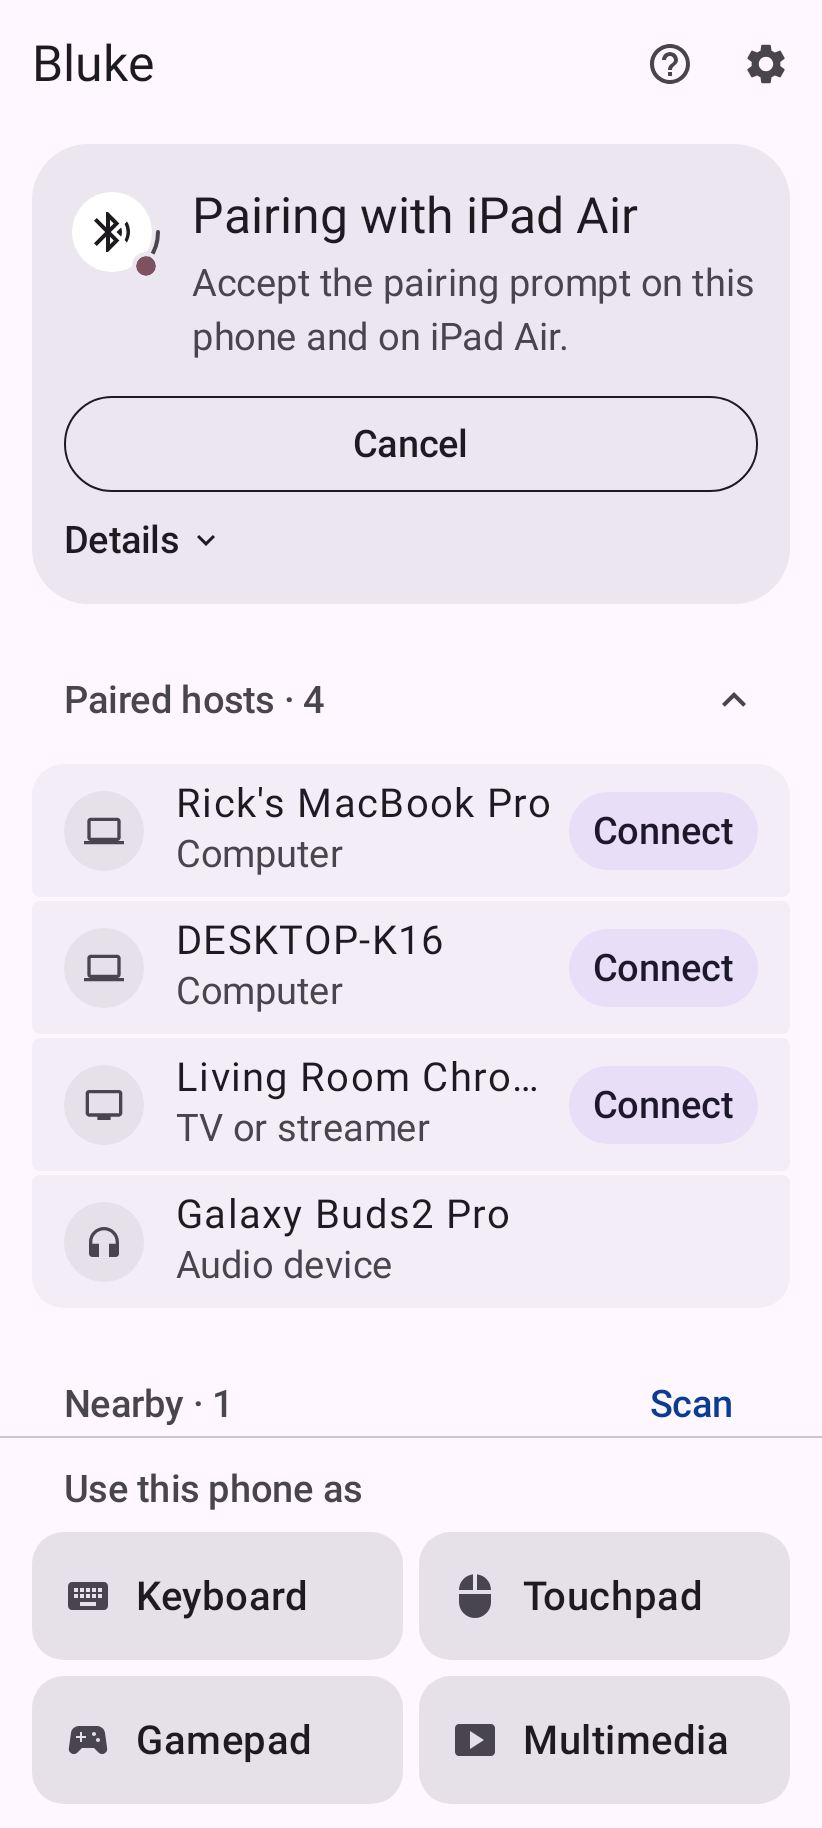 Bluke
Pairing with iPad Air
Accept the pairing prompt on this
phone and on iPad Air.
Cancel
Details
Paired hosts · 4
Rick's MacBook Pro
Computer
Connect
DESKTOP-K16
Computer
Connect
Living Room Chro…
TV or streamer
Connect
Galaxy Buds2 Pro
Audio device
Nearby · 1
Scan
Use this phone as
Keyboard
Touchpad
Gamepad
Multimedia